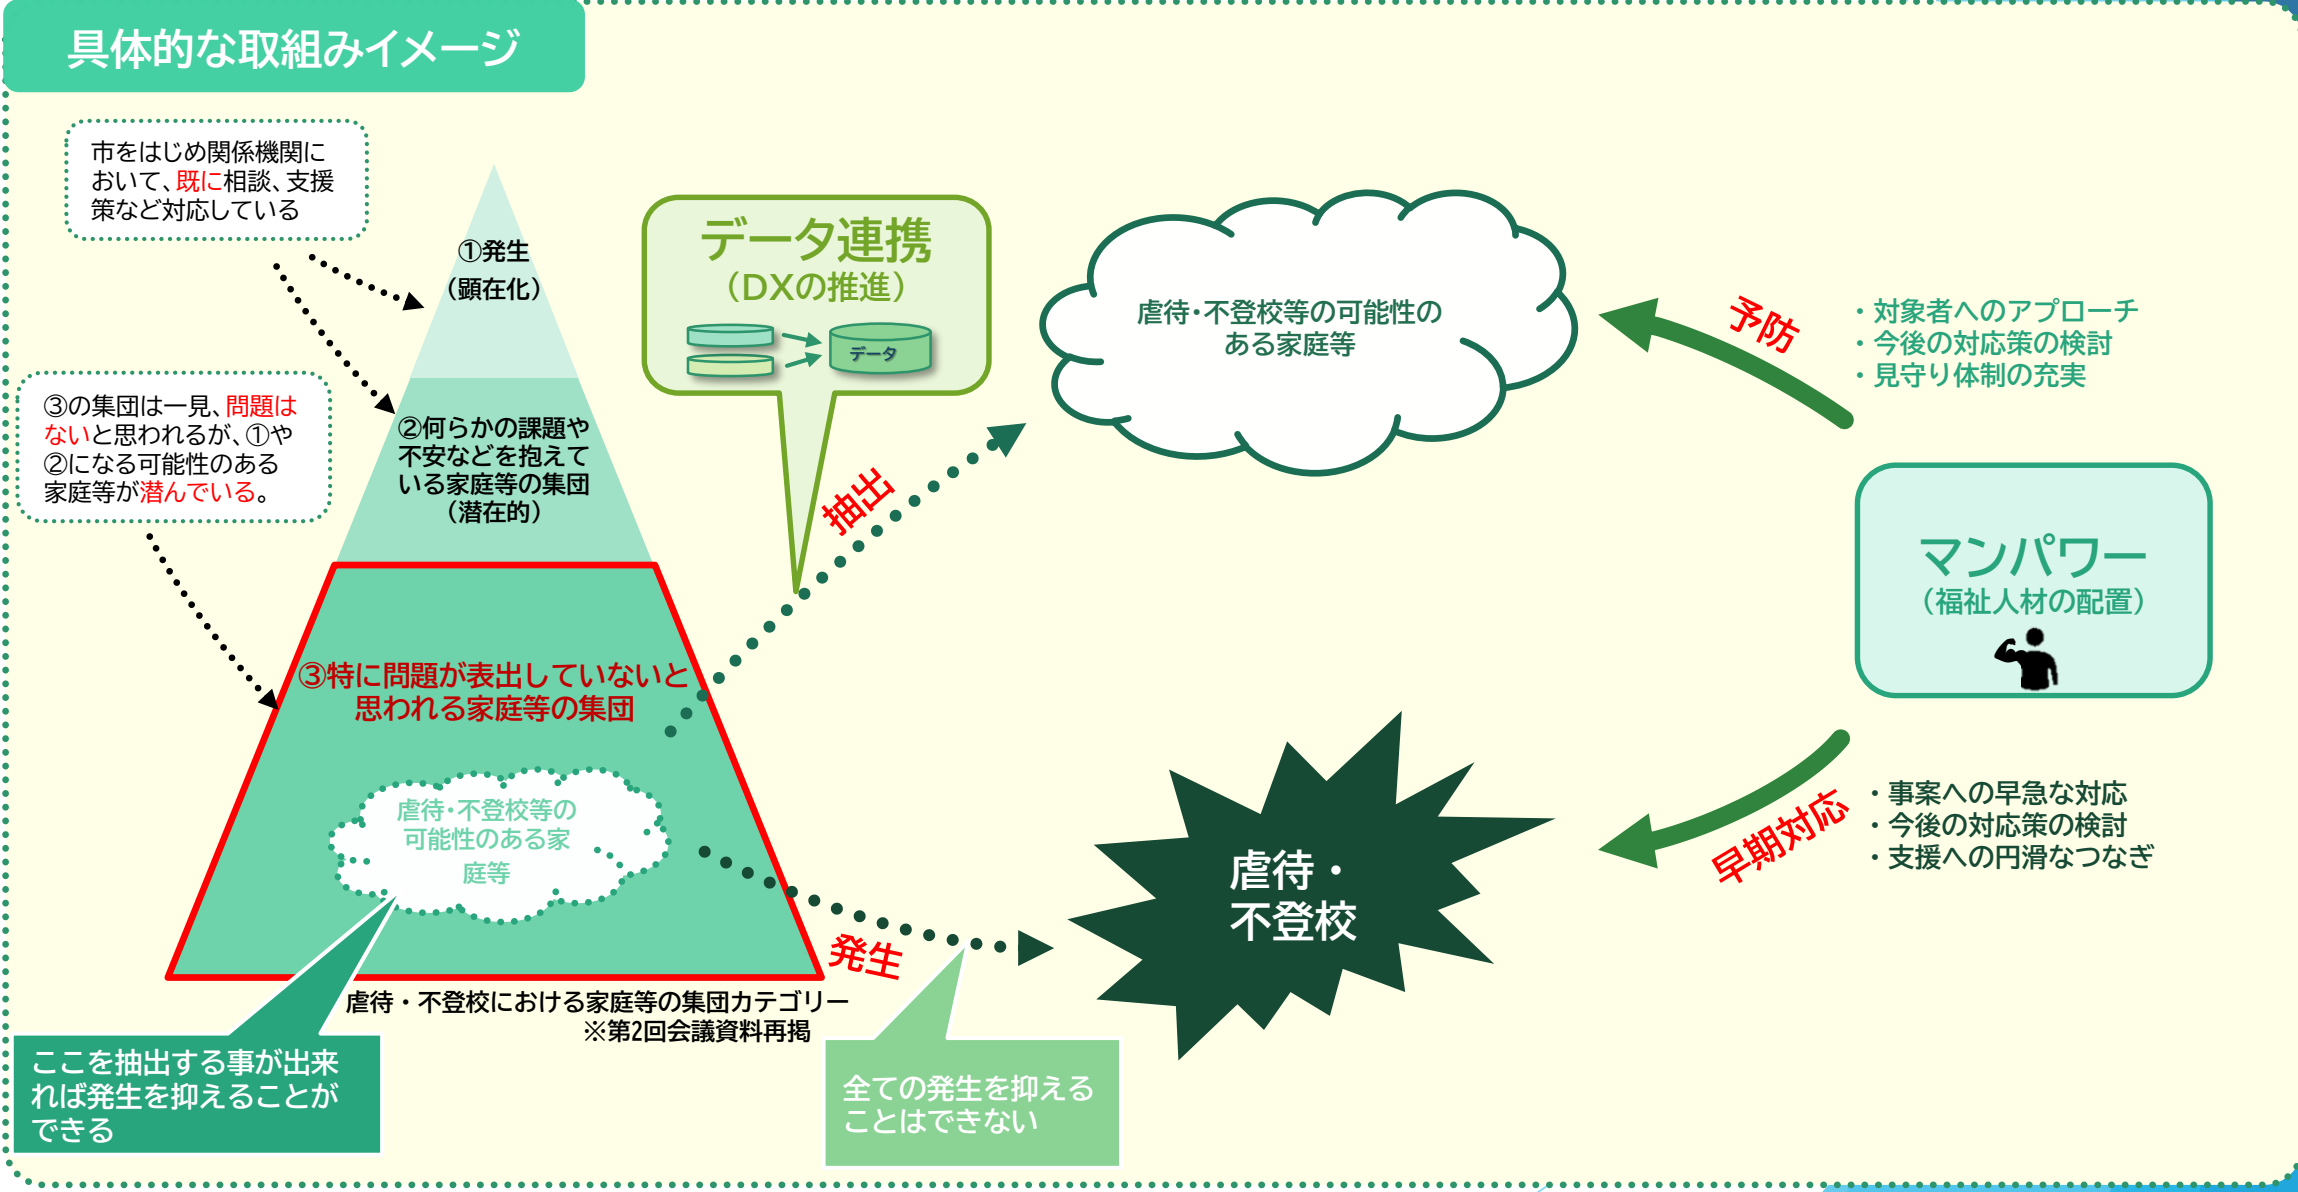 具体的な取組みイメージ
市をはじめ関係機関に
おいて、既に相談、支援
策など対応している
①発生
（顕在化）
③の集団は一見、問題は
ないと思われるが、①や
②になる可能性のある
家庭等が潜んでいる。
②何らかの課題や
不安などを抱えて
いる家庭等の集団
（潜在的）
③特に問題が表出していないと
思われる家庭等の集団
虐待・不登校等の
可能性のある家
庭等
虐待・不登校における家庭等の集団カテゴリー
※第2回会議資料再掲
ここを抽出する事が出来
れば発生を抑えることが
できる
データ連携
（DXの推進）
データ
抽出
虐待・不登校等の可能性の
ある家庭等
予防
・対象者へのアプローチ
・今後の対応策の検討
・見守り体制の充実
マンパワー
（福祉人材の配置）
発生
全ての発生を抑える
ことはできない
虐待・
不登校
早期対応
・事案への早急な対応
・今後の対応策の検討
・支援への円滑なつなぎ